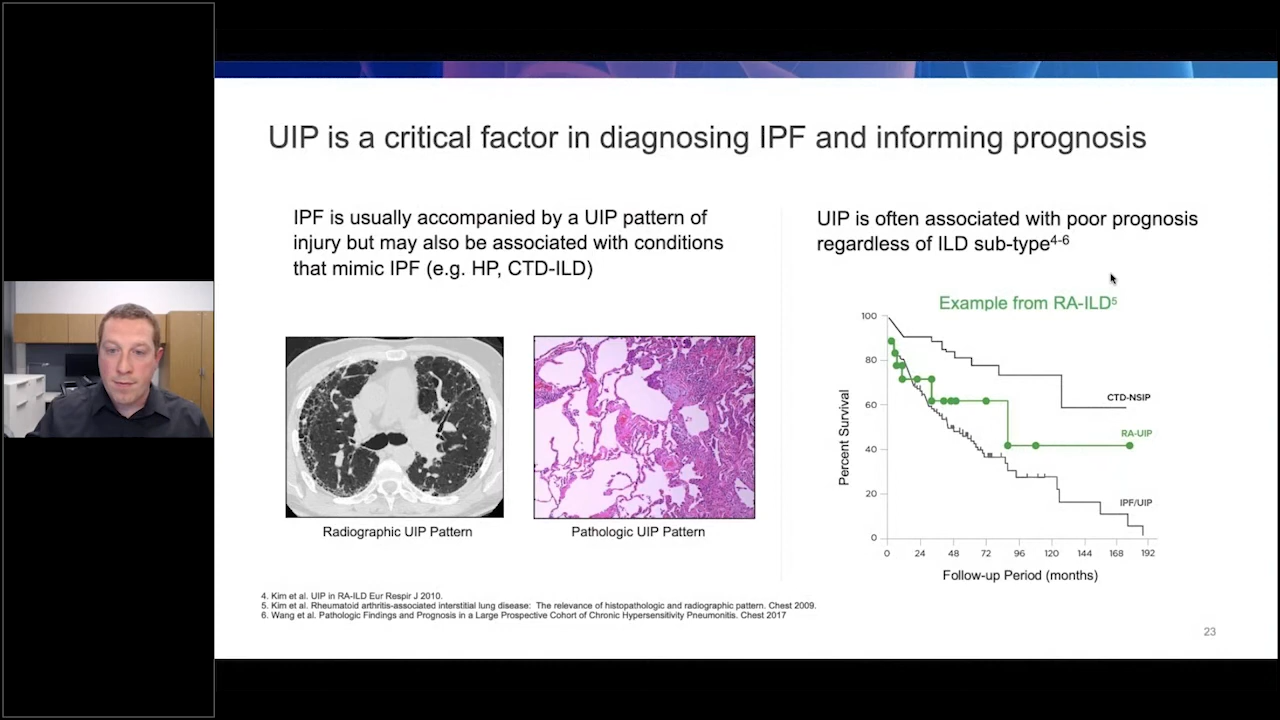 UIP is a critical factor in diagnosing IPF and informing prognosis
IPF is usually accompanied by a UIP pattern of
injury but may also be associated with conditions
that mimic IPF (e.g. HP, CTD-ILD)
Radiographic UIP Pattern
Pathologic UIP Pattern
UIP is often associated with poor prognosis
regardless of ILD sub-type4-6
Example from RA-ILD5
Percent Survival
100
80
60
40
20
0
CTD-NSIP
RA-UIP
IPF/UIP
0 24 48 72 96 120 144 168 192
Follow-up Period (months)
4. Kim et al. UIP in RA-ILD Eur Respir J 2010.
5. Kim et al. Rheumatoid arthritis-associated interstitial lung disease: The relevance of histopathologic and radiographic pattern. Chest 2009.
6. Wang et al. Pathologic Findings and Prognosis in a Large Prospective Cohort of Chronic Hypersensitivity Pneumonitis. Chest 2017
23